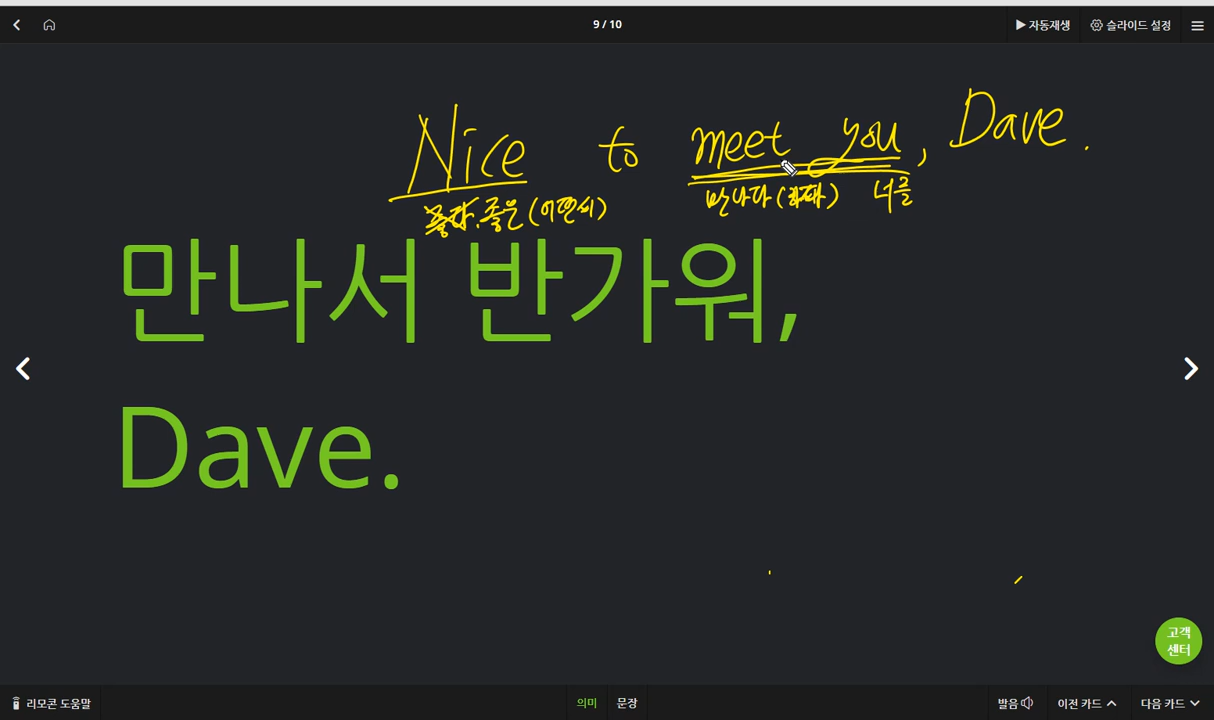 9 / 10
자동재생
슬라이드 설정
Nice to meet you, Dave.
좋은 (어떤씨)
만나다 ( ) 너를
만나서 반가워,
Dave.
고객
센터
리모콘 도움말
의미
문장
발음
이전 카드
다음 카드